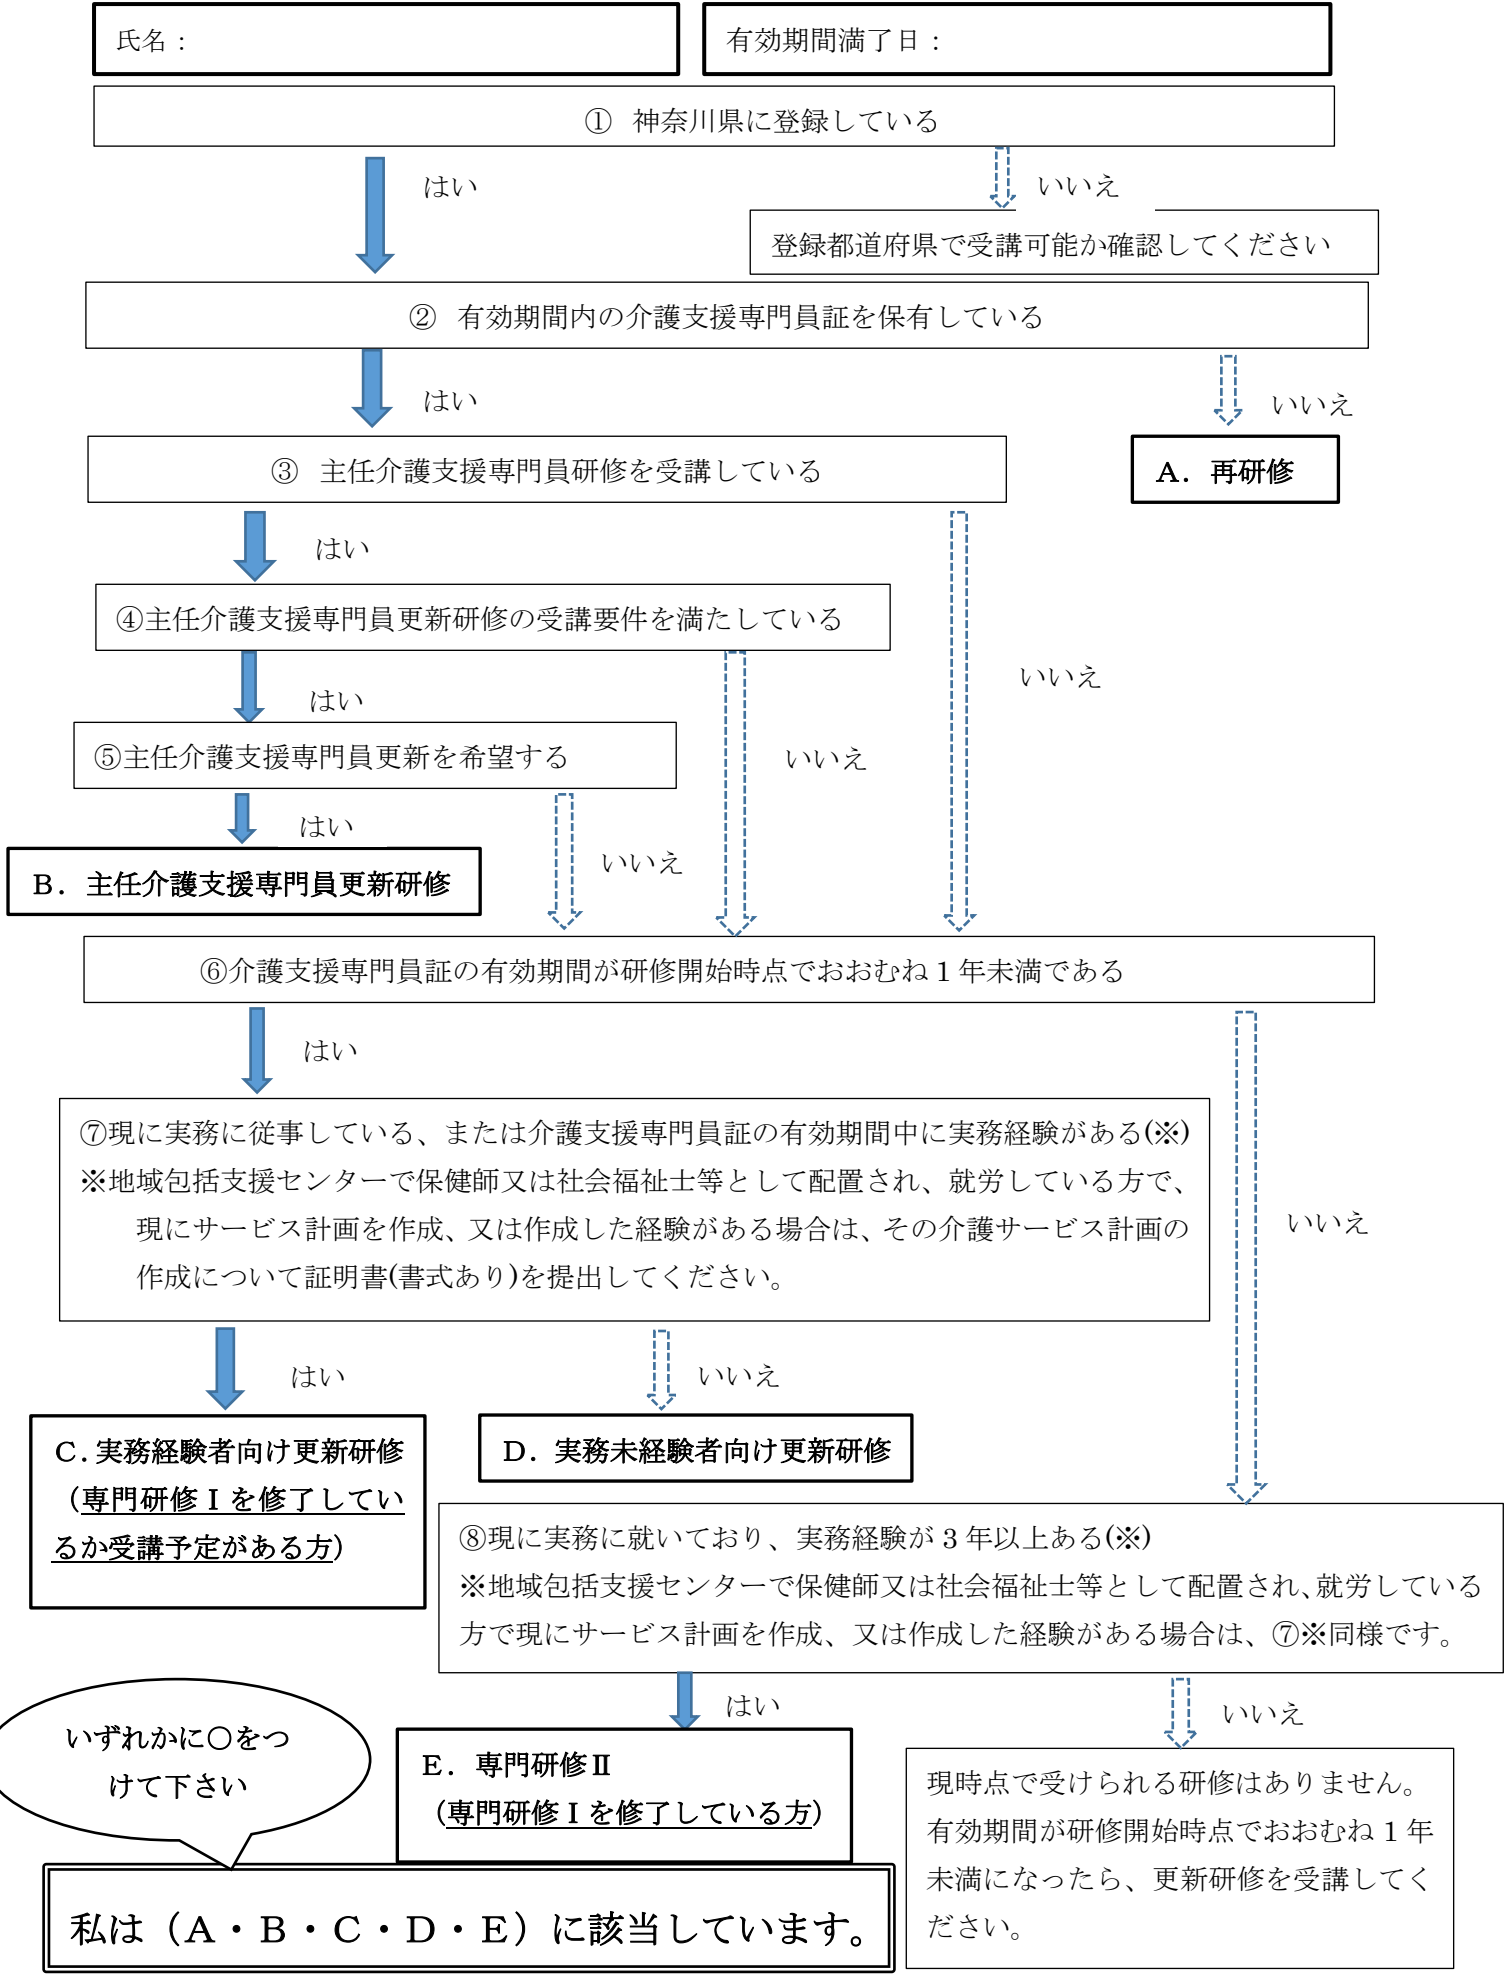 氏名：
有効期間満了日：
① 神奈川県に登録している
はい
いいえ
登録都道府県で受講可能か確認してください
② 有効期間内の介護支援専門員証を保有している
はい
いいえ
③ 主任介護支援専門員研修を受講している
A．再研修
はい
④主任介護支援専門員更新研修の受講要件を満たしている
いいえ
はい
⑤主任介護支援専門員更新を希望する
いいえ
はい
いいえ
B．主任介護支援専門員更新研修
⑥介護支援専門員証の有効期間が研修開始時点でおおむね1年未満である
はい
⑦現に実務に従事している、または介護支援専門員証の有効期間中に実務経験がある(※)
※地域包括支援センターで保健師又は社会福祉士等として配置され、就労している方で、
現にサービス計画を作成、又は作成した経験がある場合は、その介護サービス計画の
作成について証明書(書式あり)を提出してください。
いいえ
はい
いいえ
C．実務経験者向け更新研修
（専門研修Ⅰを修了してい
るか受講予定がある方）
D．実務未経験者向け更新研修
⑧現に実務に就いており、実務経験が3年以上ある(※)
※地域包括支援センターで保健師又は社会福祉士等として配置され、就労している
方で現にサービス計画を作成、又は作成した経験がある場合は、⑦※同様です。
はい
いいえ
いずれかに〇をつ
けて下さい
E．専門研修Ⅱ
（専門研修Ⅰを修了している方）
現時点で受けられる研修はありません。
有効期間が研修開始時点でおおむね1年
未満になったら、更新研修を受講してく
ださい。
私は（A・B・C・D・E）に該当しています。